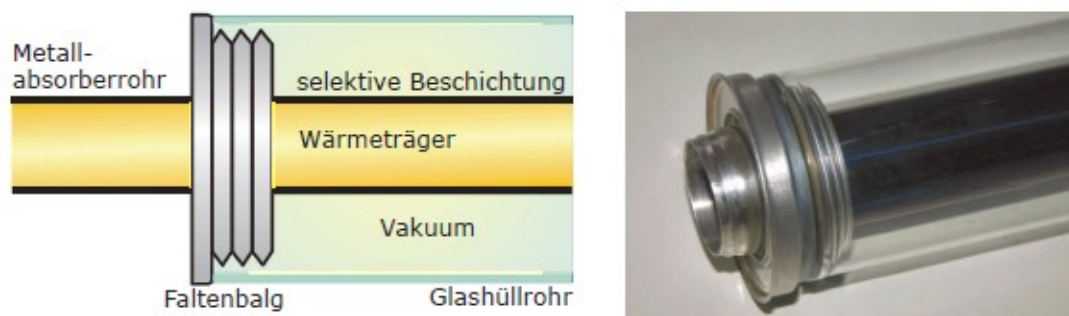 Metall-
absorberrohr
selektive Beschichtung
Wärmeträger
Vakuum
Faltenbalg
Glashüllrohr